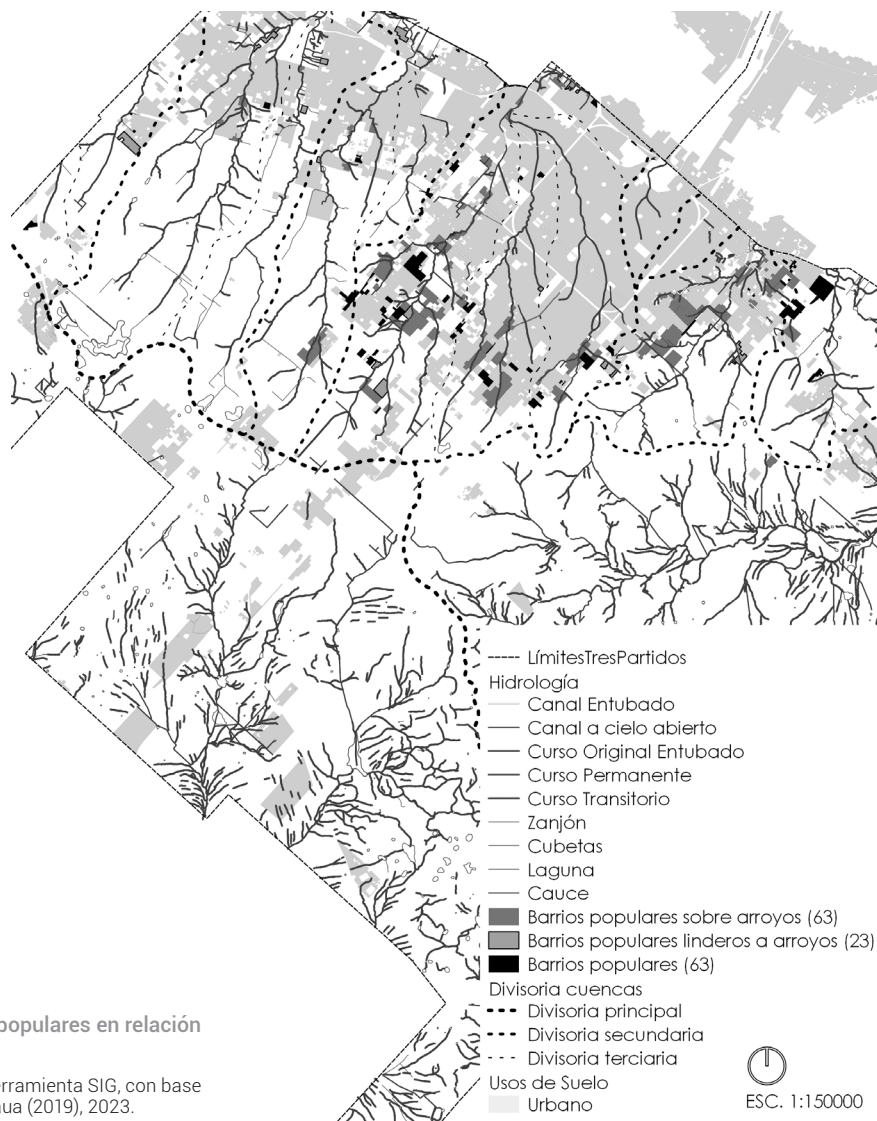 LímitesTresPartidos
Hidrología
Canal Entubado
Canal a cielo abierto
Curso Original Entubado
Curso Permanente
Curso Transitorio
Zanjón
Cubetas
Laguna
Cauce
Barrios populares sobre arroyos (63)
Barrios populares linderos a arroyos (23)
Barrios populares (63)
Divisoria cuencas
Divisoria principal
Divisoria secundaria
Divisoria terciaria
Usos de Suelo
Urbano
ESC. 1:150000
populares en relación
erramienta SIG, con base
ua (2019), 2023.